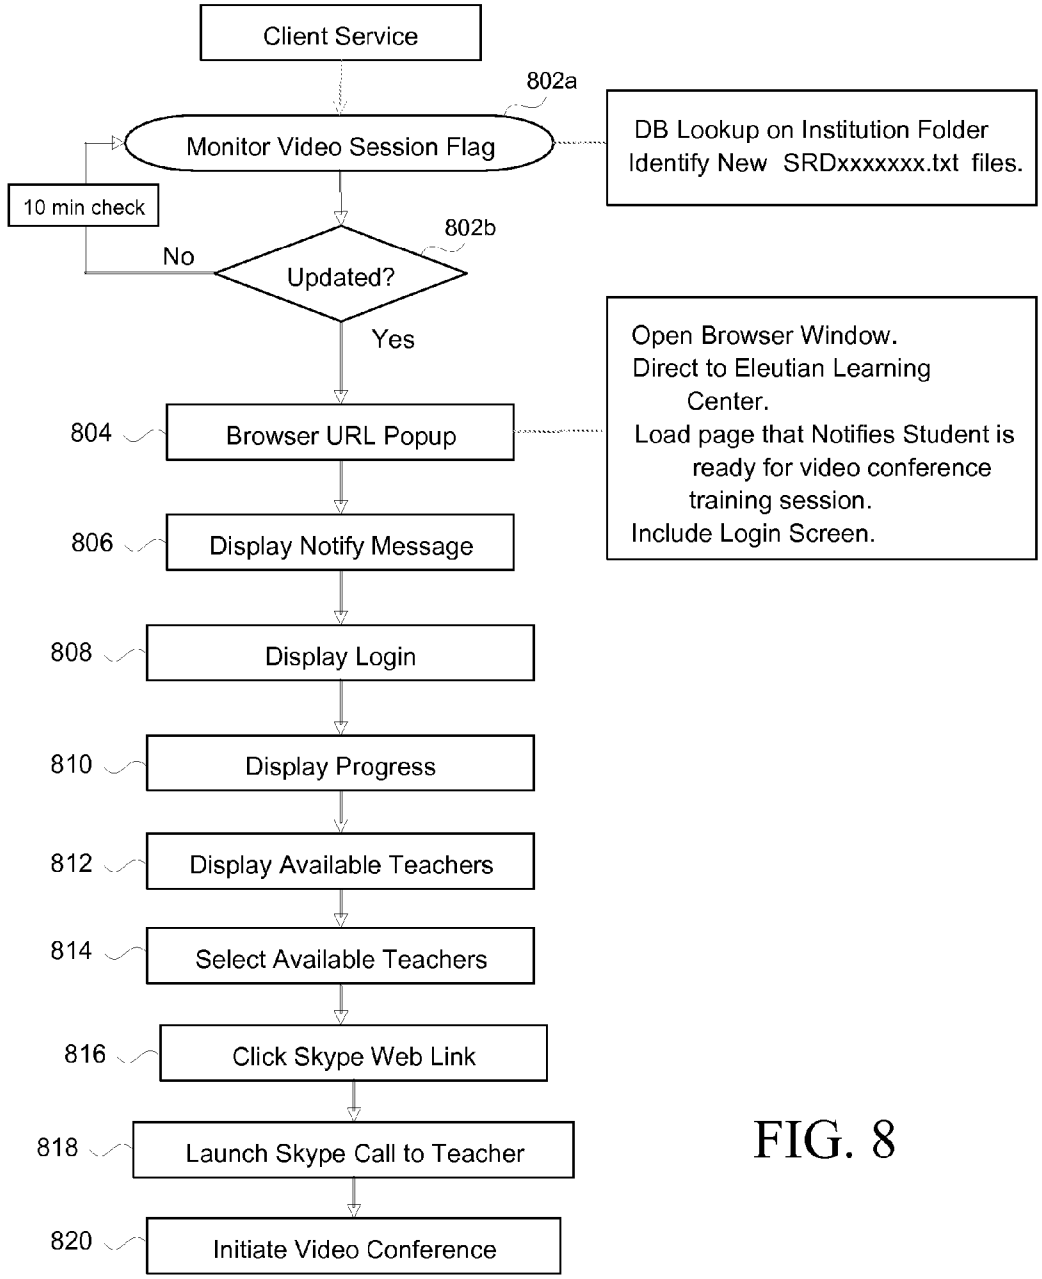 Client Service
802a
Monitor Video Session Flag
DB Lookup on Institution Folder
Identify New SRDxxxxxxx.txt files.
10 min check
802b
No
Updated?
Yes
Open Browser Window.
Direct to Eleutian Learning
Center.
Load page that Notifies Student is
ready for video conference
training session.
Include Login Screen.
804
Browser URL Popup
806
Display Notify Message
808
Display Login
810
Display Progress
812
Display Available Teachers
814
Select Available Teachers
816
Click Skype Web Link
818
Launch Skype Call to Teacher
820
Initiate Video Conference
FIG. 8